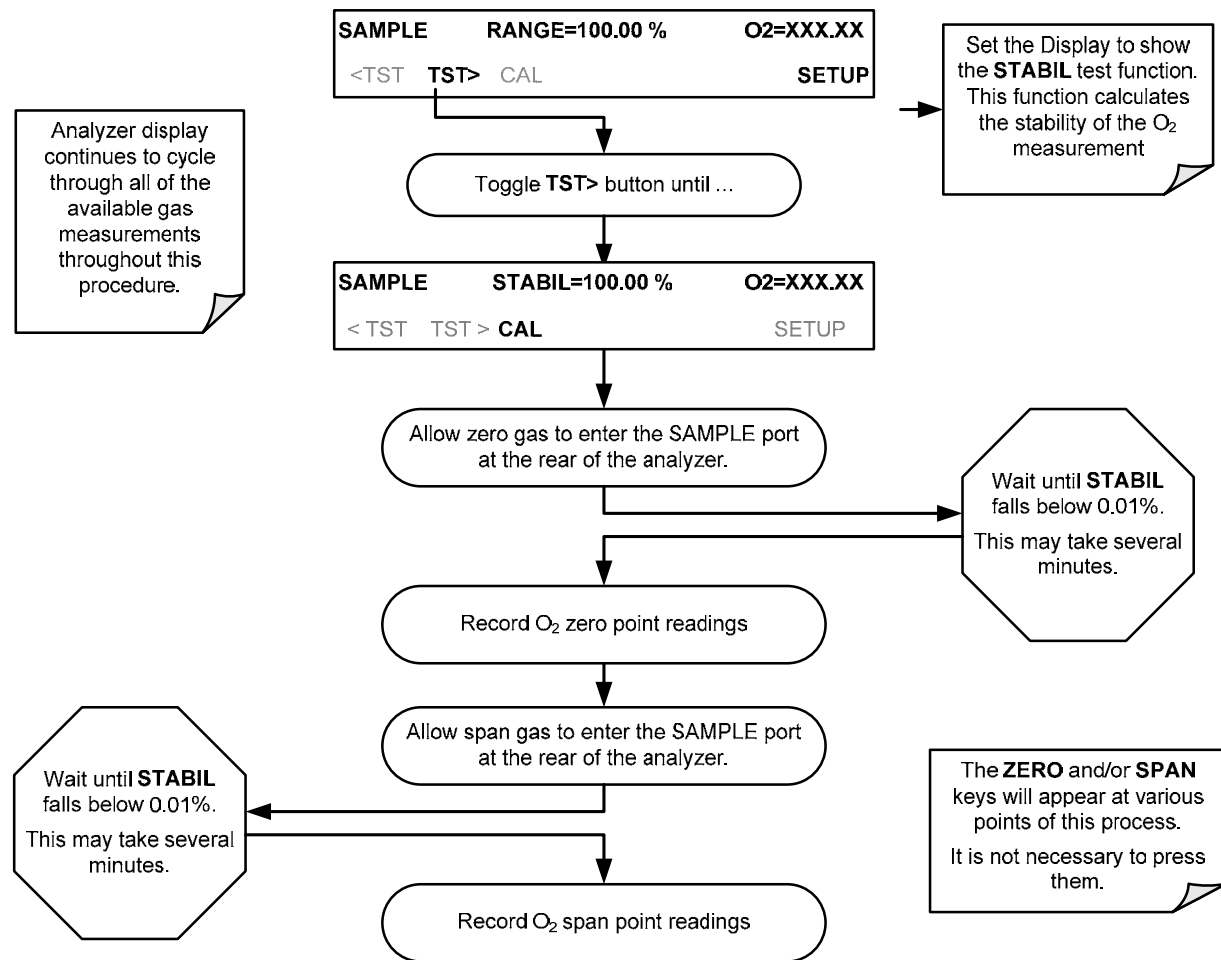 SAMPLE RANGE=100.00 % O2=XXX.XX
<TST TST> CAL SETUP
Set the Display to show
the STABIL test function.
This function calculates
the stability of the O₂
measurement
Analyzer display
continues to cycle
through all of the
available gas
measurements
throughout this
procedure.
Toggle TST> button until ...
SAMPLE STABIL=100.00 % O2=XXX.XX
< TST TST > CAL SETUP
Allow zero gas to enter the SAMPLE port
at the rear of the analyzer.
Wait until STABIL
falls below 0.01%.
This may take several
minutes.
Record O₂ zero point readings
Allow span gas to enter the SAMPLE port
at the rear of the analyzer.
Wait until STABIL
falls below 0.01%.
This may take several
minutes.
The ZERO and/or SPAN
keys will appear at various
points of this process.
It is not necessary to press
them.
Record O₂ span point readings